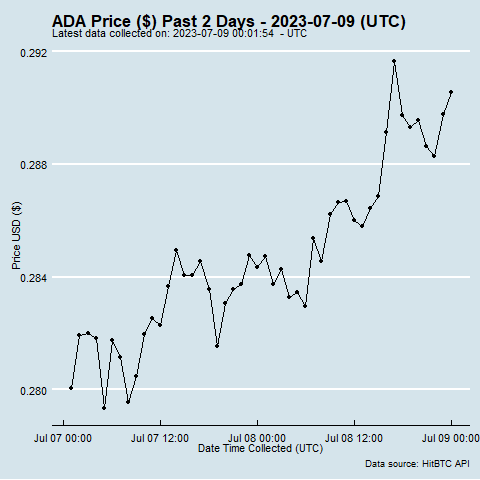 ADA Price ($) Past 2 Days - 2023-07-09 (UTC)
Latest data collected on: 2023-07-09 00:01:54  - UTC
0.292
0.288
0.284
0.280
Price USD ($)
Jul 07 00:00 Jul 07 12:00 Jul 08 00:00 Jul 08 12:00 Jul 09 00:00
Date Time Collected (UTC)
Data source: HitBTC API